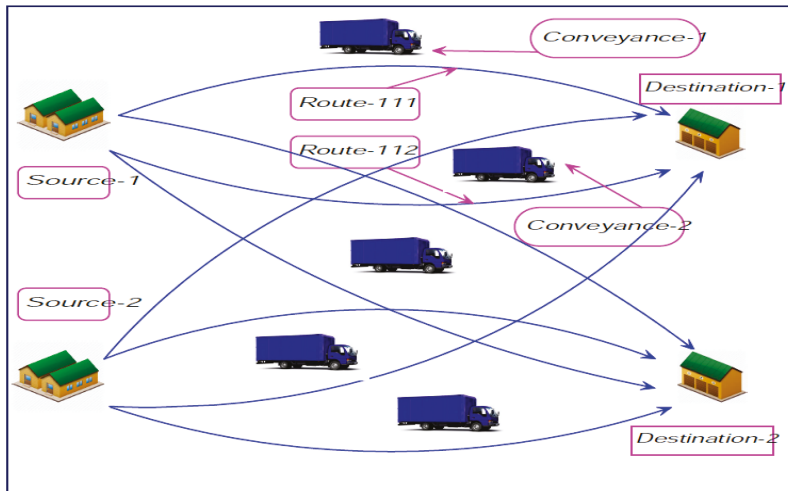 Conveyance-1
Destination-1
Route-111
Route-112
Source-1
Conveyance-2
Source-2
Destination-2